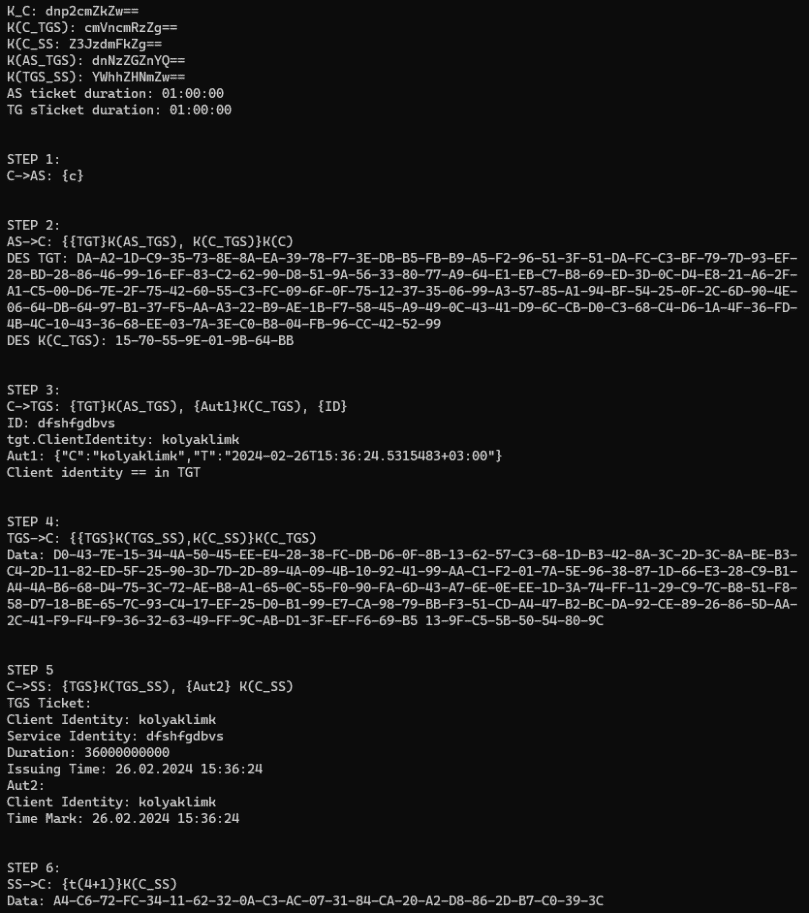 K_C: dnp2cmZkZw==
K(C_TGS): cmVncmRzZg==
K(C_SS: Z3JzdmFkZg==
K(AS_TGS): dnNzZGZnYQ==
K(TGS_SS): YWhhZHNmZw==
AS ticket duration: 01:00:00
TG sTicket duration: 01:00:00
STEP 1:
C->AS: {c}
STEP 2:
AS->C: {{TGT}K(AS_TGS), K(C_TGS)}K(C)
DES TGT: DA-A2-1D-C9-35-73-8E-8A-EA-39-78-F7-3E-DB-B5-FB-B9-A5-F2-96-51-3F-51-DA-FC-C3-BF-79-7D-93-EF-
28-BD-28-86-46-99-16-EF-83-C2-62-90-D8-51-9A-56-33-80-77-A9-64-E1-EB-C7-B8-69-ED-3D-0C-D4-E8-21-A6-2F-
A1-C5-00-D6-7E-2F-75-42-60-55-C3-FC-09-6F-0F-75-12-37-35-06-99-A3-57-85-A1-94-BF-54-25-0F-2C-6D-90-4E-
06-64-DB-64-97-B1-37-F5-AA-A3-22-B9-AE-1B-F7-58-45-A9-49-0C-43-41-D9-6C-CB-D0-C3-68-C4-D6-1A-4F-36-FD-
4B-4C-10-43-36-68-EE-03-7A-3E-C0-B8-04-FB-96-CC-42-52-99
DES K(C_TGS): 15-70-55-9E-01-9B-64-BB
STEP 3:
C->TGS: {TGT}K(AS_TGS), {Aut1}K(C_TGS), {ID}
ID: dfshfgdbvs
tgt.ClientIdentity: kolyaklimk
Aut1: {"C":"kolyaklimk","T":"2024-02-26T15:36:24.5315483+03:00"}
Client identity == in TGT
STEP 4:
TGS->C: {{TGS}K(TGS_SS),K(C_SS)}K(C_TGS)
Data: D0-43-7E-15-34-4A-50-45-EE-E4-28-38-FC-DB-D6-0F-8B-13-62-57-C3-68-1D-B3-42-8A-3C-2D-3C-8A-BE-B3-
C4-2D-11-82-ED-5F-25-90-3D-7D-2D-89-4A-09-4B-10-92-41-99-AA-C1-F2-01-7A-5E-96-38-87-1D-66-E3-28-C9-B1-
A4-4A-B6-68-D4-75-3C-72-AE-B8-A1-65-0C-55-F0-90-FA-6D-43-A7-6E-0E-EE-1D-3A-74-FF-11-29-C9-7C-B8-51-F8-
58-D7-18-BE-65-7C-93-C4-17-EF-25-D0-B1-99-E7-CA-98-79-BB-F3-51-CD-A4-47-B2-BC-DA-92-CE-89-26-86-5D-AA-
2C-41-F9-F4-F9-36-32-63-49-FF-9C-AB-D1-3F-EF-F6-69-B5 13-9F-C5-5B-50-54-80-9C
STEP 5
C->SS: {TGS}K(TGS_SS), {Aut2} K(C_SS)
TGS Ticket:
Client Identity: kolyaklimk
Service Identity: dfshfgdbvs
Duration: 36000000000
Issuing Time: 26.02.2024 15:36:24
Aut2:
Client Identity: kolyaklimk
Time Mark: 26.02.2024 15:36:24
STEP 6:
SS->C: {t(4+1)}K(C_SS)
Data: A4-C6-72-FC-34-11-62-32-0A-C3-AC-07-31-84-CA-20-A2-D8-86-2D-B7-C0-39-3C